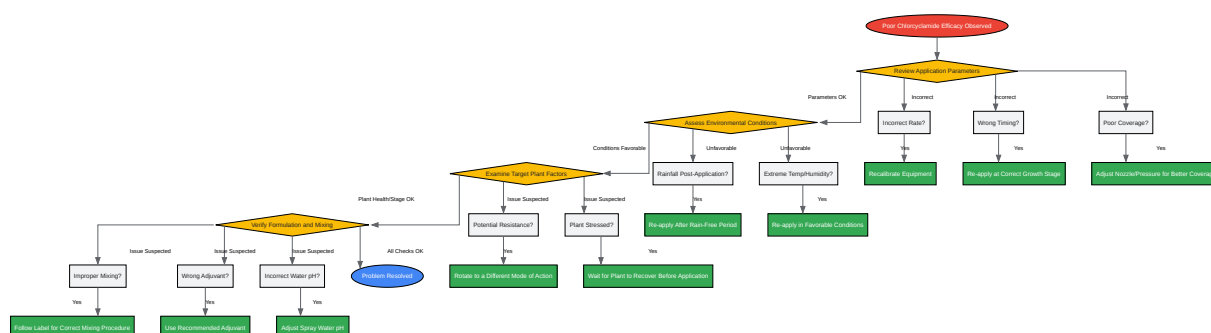 Poor Chlorcyclamide Efficacy Observed
Review Application Parameters
Parameters OK
Incorrect
Incorrect
Incorrect
Assess Environmental Conditions
Incorrect Rate?
Wrong Timing?
Poor Coverage?
Conditions Favorable
Unfavorable
Unfavorable
Yes
Yes
Yes
Examine Target Plant Factors
Rainfall Post-Application?
Extreme Temp/Humidity?
Recalibrate Equipment
Re-apply at Correct Growth Stage
Adjust Nozzle/Pressure for Better Coverag
Plant Health/Stage OK
Issue Suspected
Issue Suspected
Yes
Yes
Verify Formulation and Mixing
Potential Resistance?
Plant Stressed?
Re-apply After Rain-Free Period
Re-apply in Favorable Conditions
Issue Suspected
Issue Suspected
Issue Suspected
All Checks OK
Yes
Yes
Improper Mixing?
Wrong Adjuvant?
Incorrect Water pH?
Problem Resolved
Rotate to a Different Mode of Action
Wait for Plant to Recover Before Application
Yes
Yes
Yes
Follow Label for Correct Mixing Procedure
Use Recommended Adjuvant
Adjust Spray Water pH